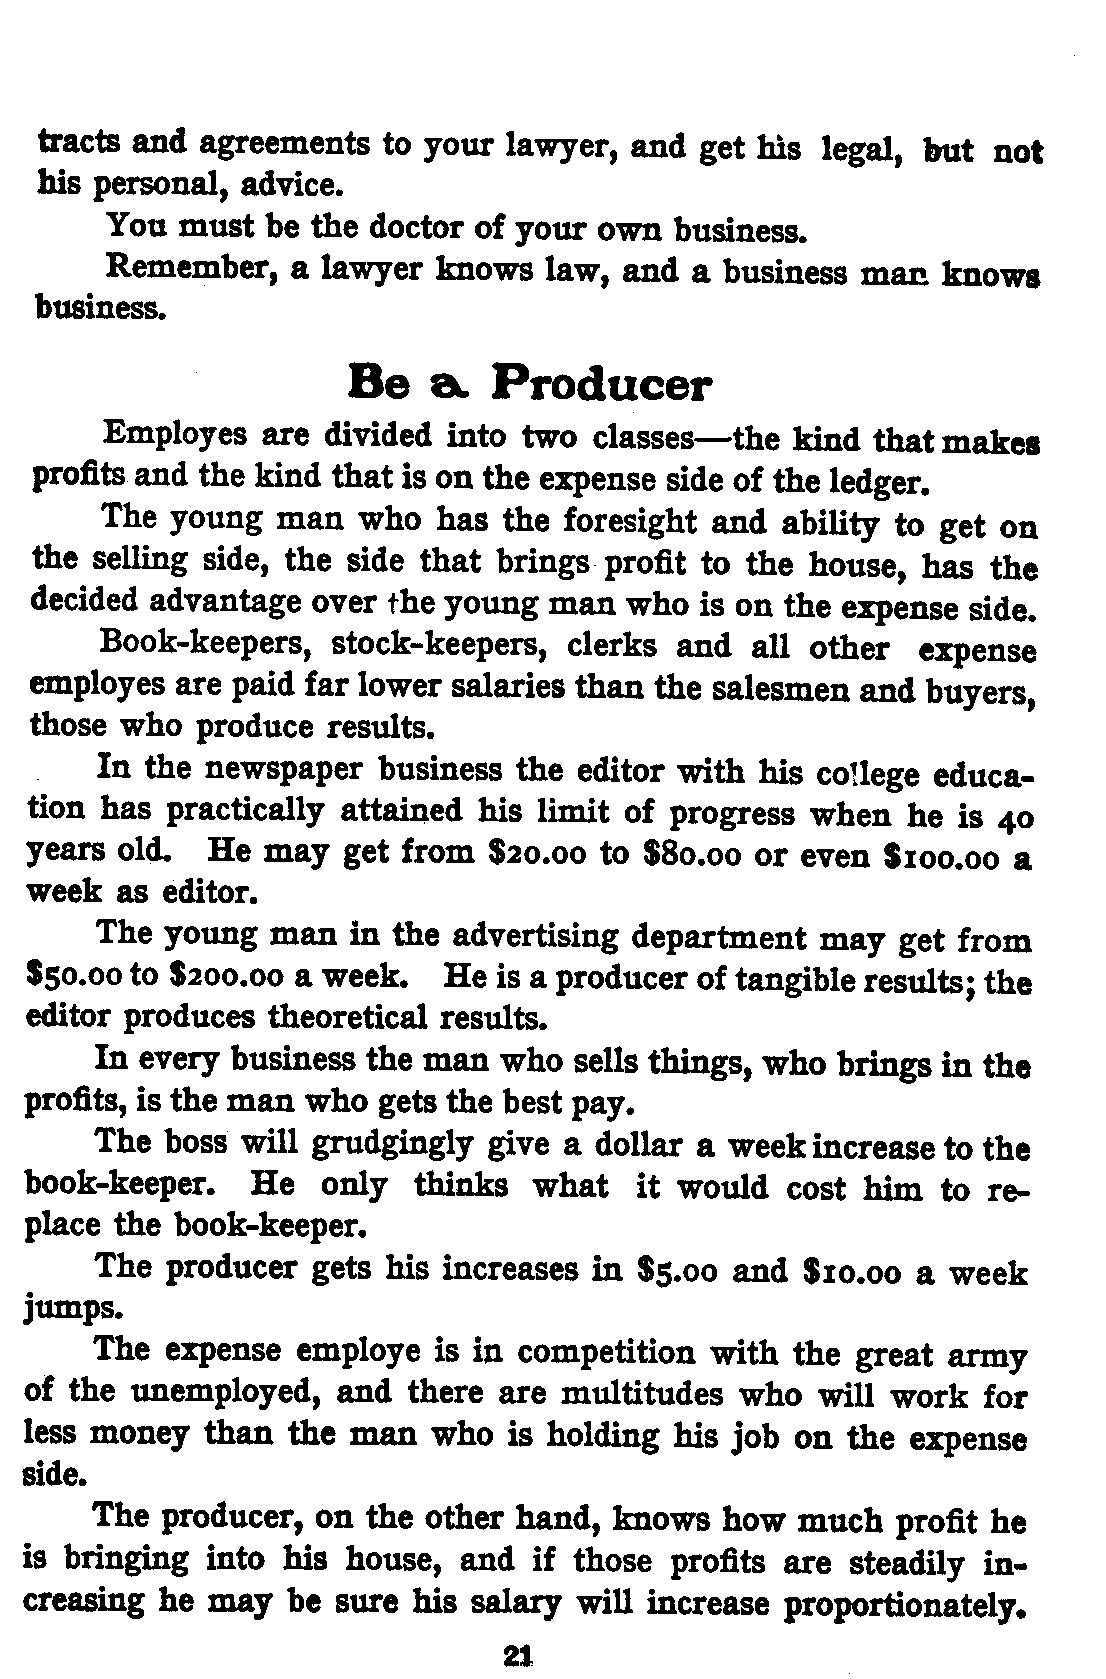 tracts and agreements to your lawyer, and get his legal, but not
his personal, advice.
You must be the doctor of your own business.
Remember, a lawyer knows law, and a business man knows
business.
Be a Producer
Employes are divided into two classes—the kind that makes
profits and the kind that is on the expense side of the ledger.
The young man who has the foresight and ability to get on
the selling side, the side that brings profit to the house, has the
decided advantage over the young man who is on the expense side.
Book-keepers, stock-keepers, clerks and all other expense
employes are paid far lower salaries than the salesmen and buyers,
those who produce results.
In the newspaper business the editor with his college educa-
tion has practically attained his limit of progress when he is 40
years old. He may get from $20.00 to $80.00 or even $100.00 a
week as editor.
The young man in the advertising department may get from
$50.00 to $200.00 a week. He is a producer of tangible results; the
editor produces theoretical results.
In every business the man who sells things, who brings in the
profits, is the man who gets the best pay.
The boss will grudgingly give a dollar a week increase to the
book-keeper. He only thinks what it would cost him to re-
place the book-keeper.
The producer gets his increases in $5.00 and $10.00 a week
jumps.
The expense employe is in competition with the great army
of the unemployed, and there are multitudes who will work for
less money than the man who is holding his job on the expense
side.
The producer, on the other hand, knows how much profit he
is bringing into his house, and if those profits are steadily in-
creasing he may be sure his salary will increase proportionately.
21